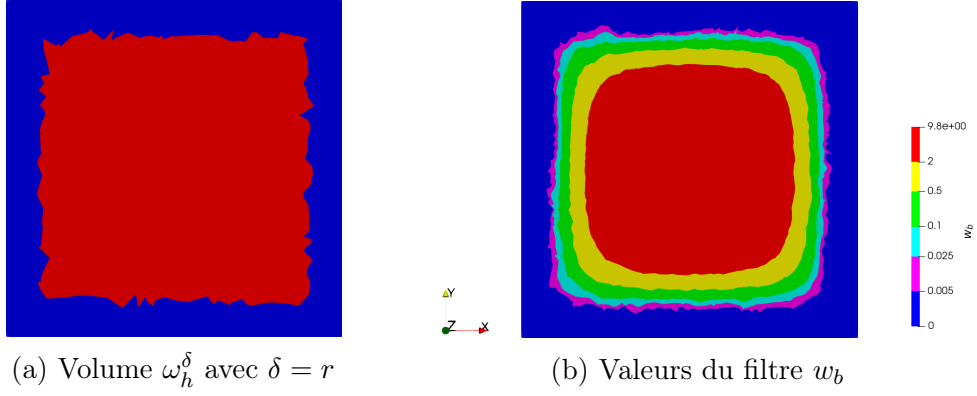 9.8e+00
2
0.5
0.1
0.025
0.005
0
w_b
Y
Z X
(a) Volume ω_h^δ avec δ = r
(b) Valeurs du filtre w_b